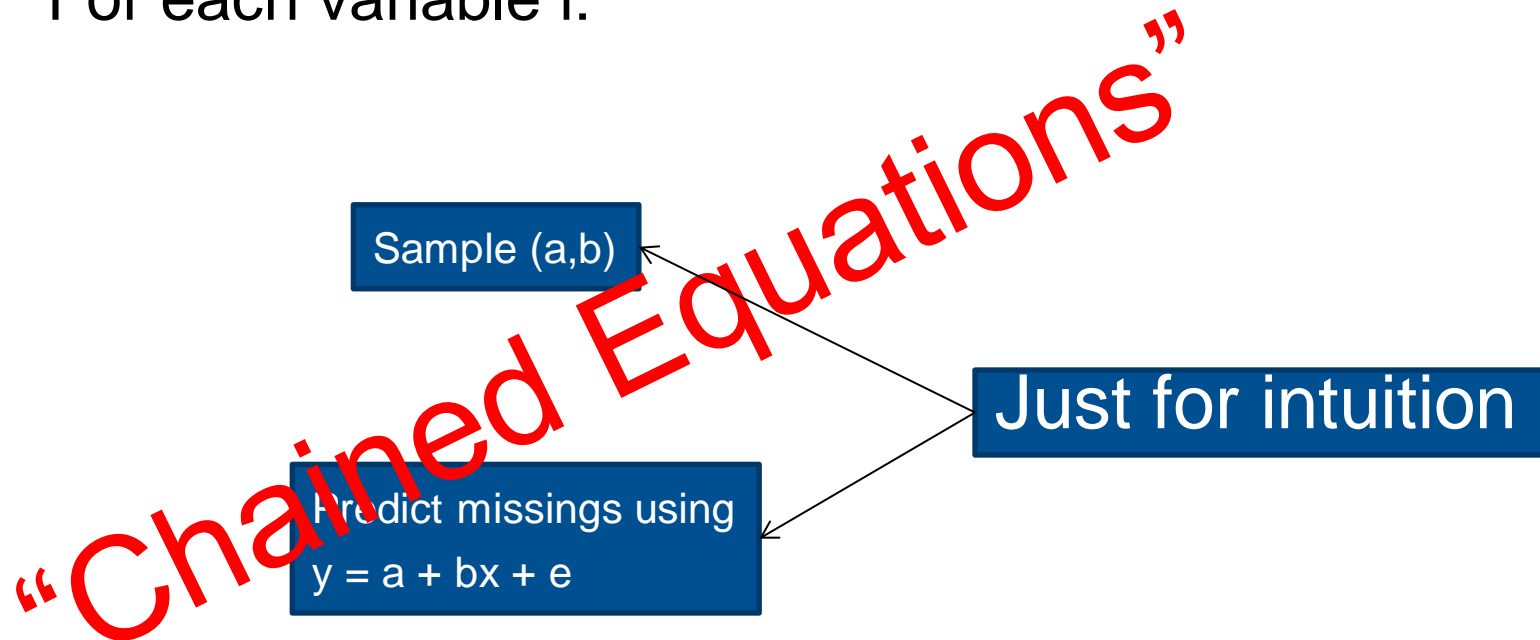 For each variable i:
“Chained Equations”
Sample (a,b)
Just for intuition
Predict missings using
y = a + bx + e